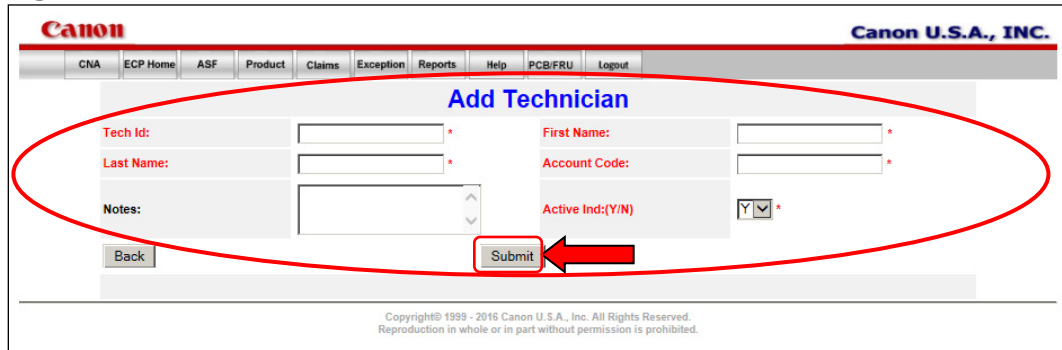 Canon
Canon U.S.A., INC.
CNA ECP Home ASF Product Claims Exception Reports Help PCB/FRU Logout
Add Technician
Tech Id: * First Name: *
Last Name: * Account Code: *
Notes: Active Ind:(Y/N) Y *
Back Submit
Copyright© 1999 - 2016 Canon U.S.A., Inc. All Rights Reserved.
Reproduction in whole or in part without permission is prohibited.